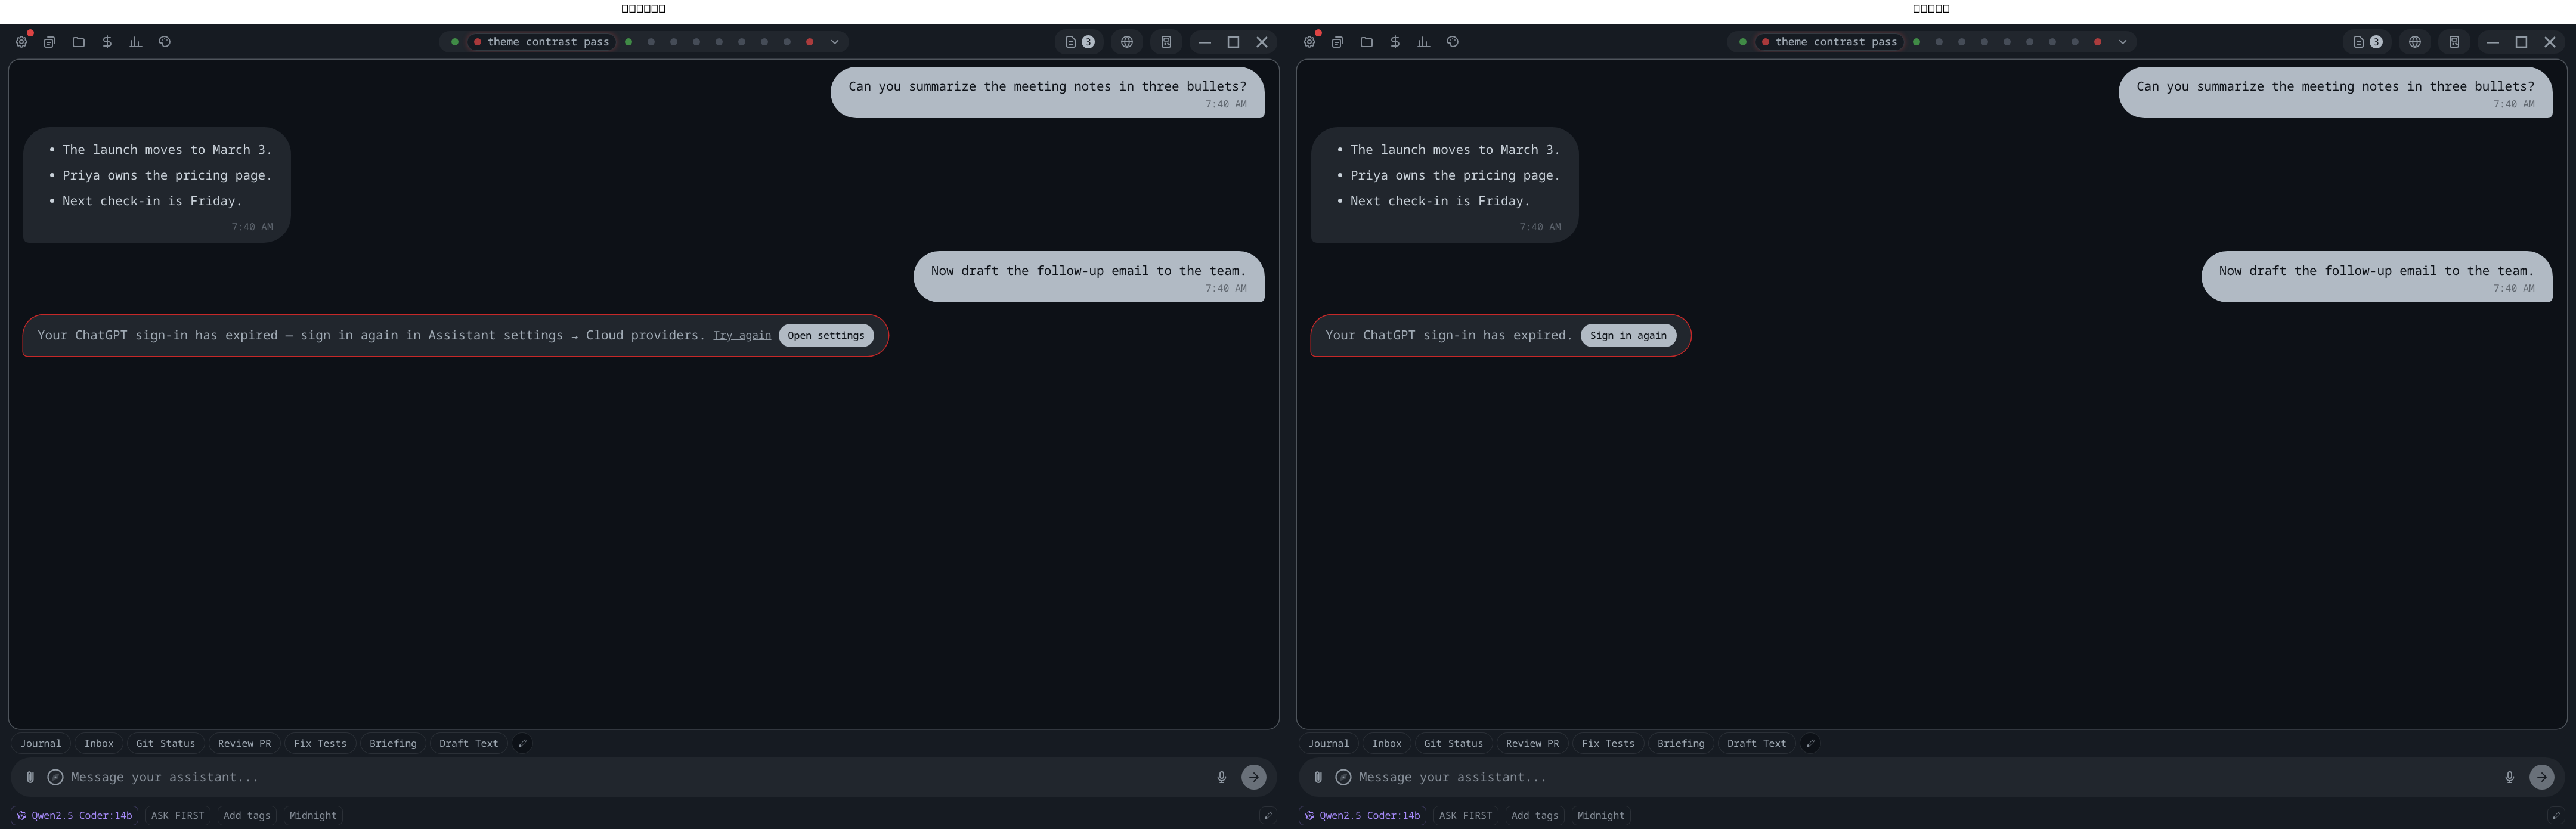 theme contrast pass
3
Can you summarize the meeting notes in three bullets?
7:40 AM
• The launch moves to March 3.
• Priya owns the pricing page.
• Next check-in is Friday.
7:40 AM
Now draft the follow-up email to the team.
7:40 AM
Your ChatGPT sign-in has expired — sign in again in Assistant settings → Cloud providers. Try again Open settings
Journal Inbox Git Status Review PR Fix Tests Briefing Draft Text
Message your assistant...
Qwen2.5 Coder:14b ASK FIRST Add tags Midnight
theme contrast pass
3
Can you summarize the meeting notes in three bullets?
7:40 AM
• The launch moves to March 3.
• Priya owns the pricing page.
• Next check-in is Friday.
7:40 AM
Now draft the follow-up email to the team.
7:40 AM
Your ChatGPT sign-in has expired. Sign in again
Journal Inbox Git Status Review PR Fix Tests Briefing Draft Text
Message your assistant...
Qwen2.5 Coder:14b ASK FIRST Add tags Midnight